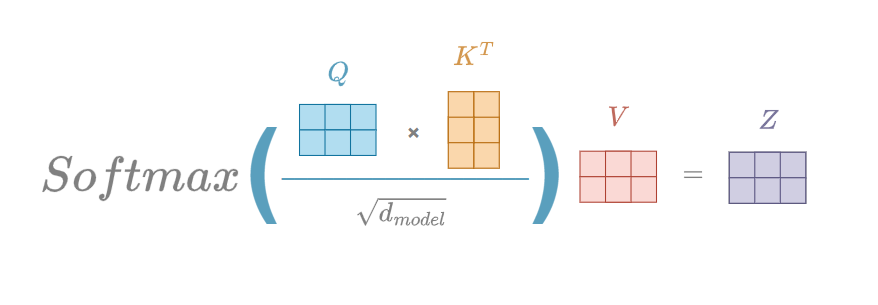 Softmax ( Q × K^T / √d_model ) V = Z